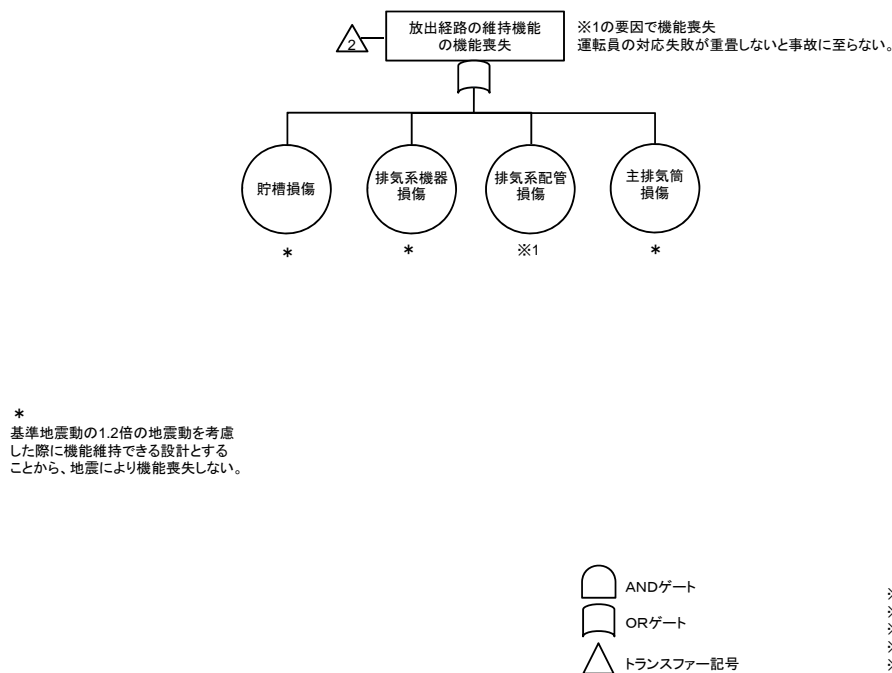 放出経路の維持機能
の機能喪失
2
※1の要因で機能喪失
運転員の対応失敗が重畳しないと事故に至らない。
貯槽損傷
排気系機器
損傷
排気系配管
損傷
主排気筒
損傷
*
*
※1
*
*
基準地震動の1.2倍の地震動を考慮
した際に機能維持できる設計とする
ことから、地震により機能喪失しない。
ANDゲート
ORゲート
トランスファー記号
※
※
※
※
※